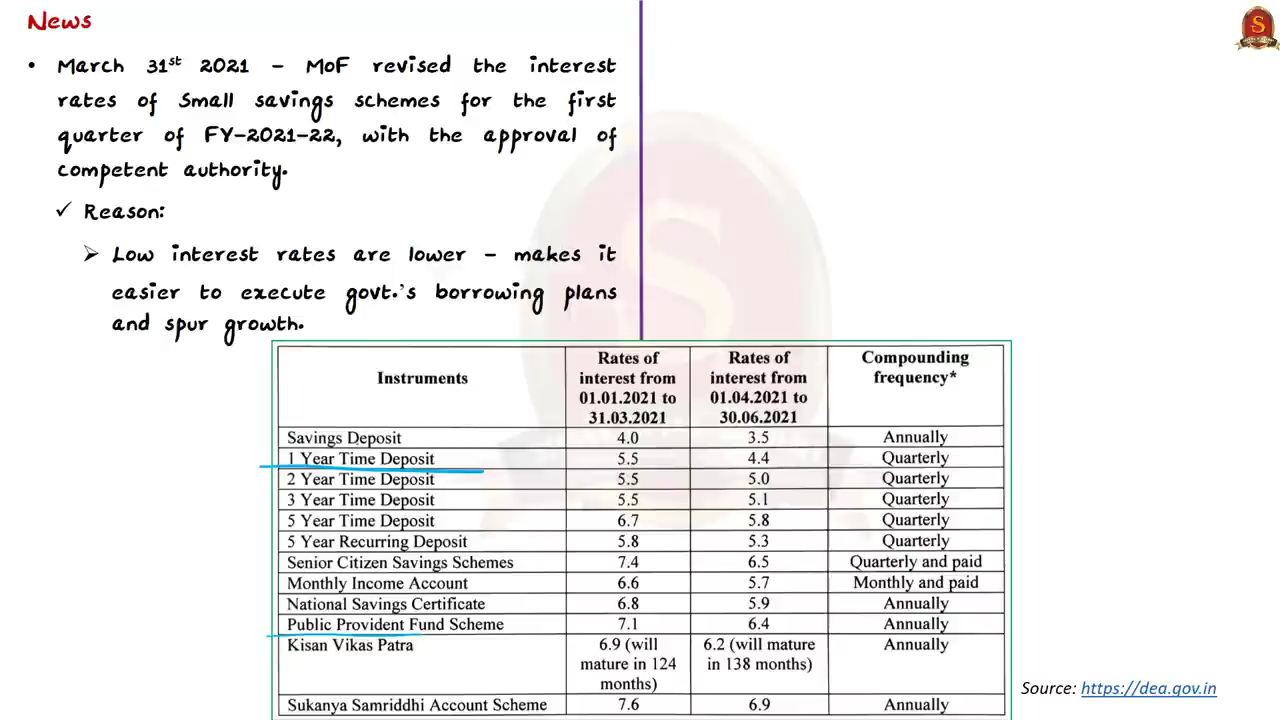 News
• March 31st 2021 – MoF revised the interest
rates of Small savings schemes for the first
quarter of FY-2021-22, with the approval of
competent authority.
✓ Reason:
➢ Low interest rates are lower – makes it
easier to execute govt.'s borrowing plans
and spur growth.
Instruments Rates of interest from 01.01.2021 to 31.03.2021 Rates of interest from 01.04.2021 to 30.06.2021 Compounding frequency*
Savings Deposit 4.0 3.5 Annually
1 Year Time Deposit 5.5 4.4 Quarterly
2 Year Time Deposit 5.5 5.0 Quarterly
3 Year Time Deposit 5.5 5.1 Quarterly
5 Year Time Deposit 6.7 5.8 Quarterly
5 Year Recurring Deposit 5.8 5.3 Quarterly
Senior Citizen Savings Schemes 7.4 6.5 Quarterly and paid
Monthly Income Account 6.6 5.7 Monthly and paid
National Savings Certificate 6.8 5.9 Annually
Public Provident Fund Scheme 7.1 6.4 Annually
Kisan Vikas Patra 6.9 (will mature in 124 months) 6.2 (will mature in 138 months) Annually
Sukanya Samriddhi Account Scheme 7.6 6.9 Annually
Source: https://dea.gov.in
S